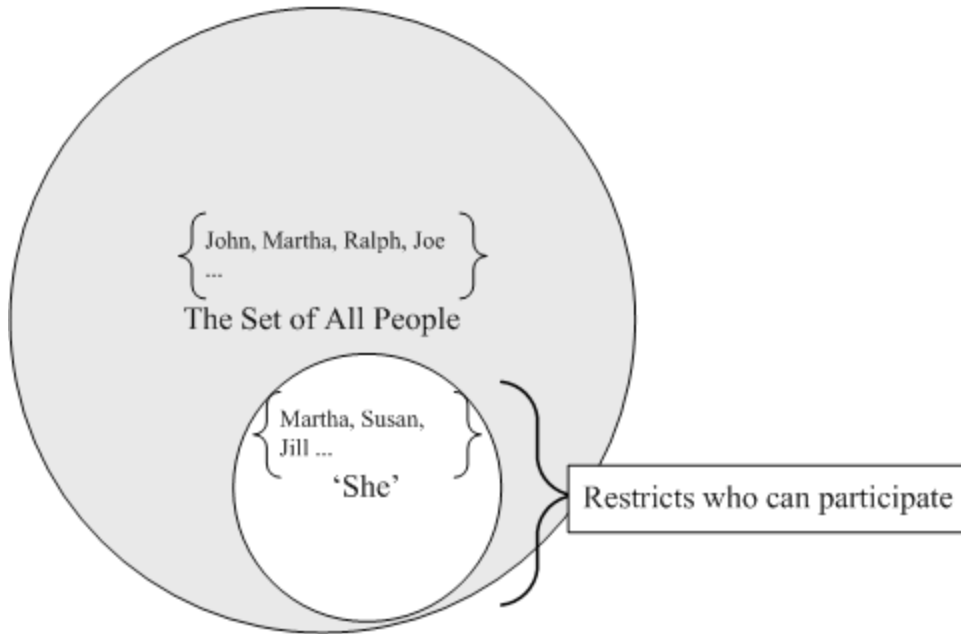 John, Martha, Ralph, Joe
...
The Set of All People
Martha, Susan,
Jill ...
‘She’
Restricts who can participate